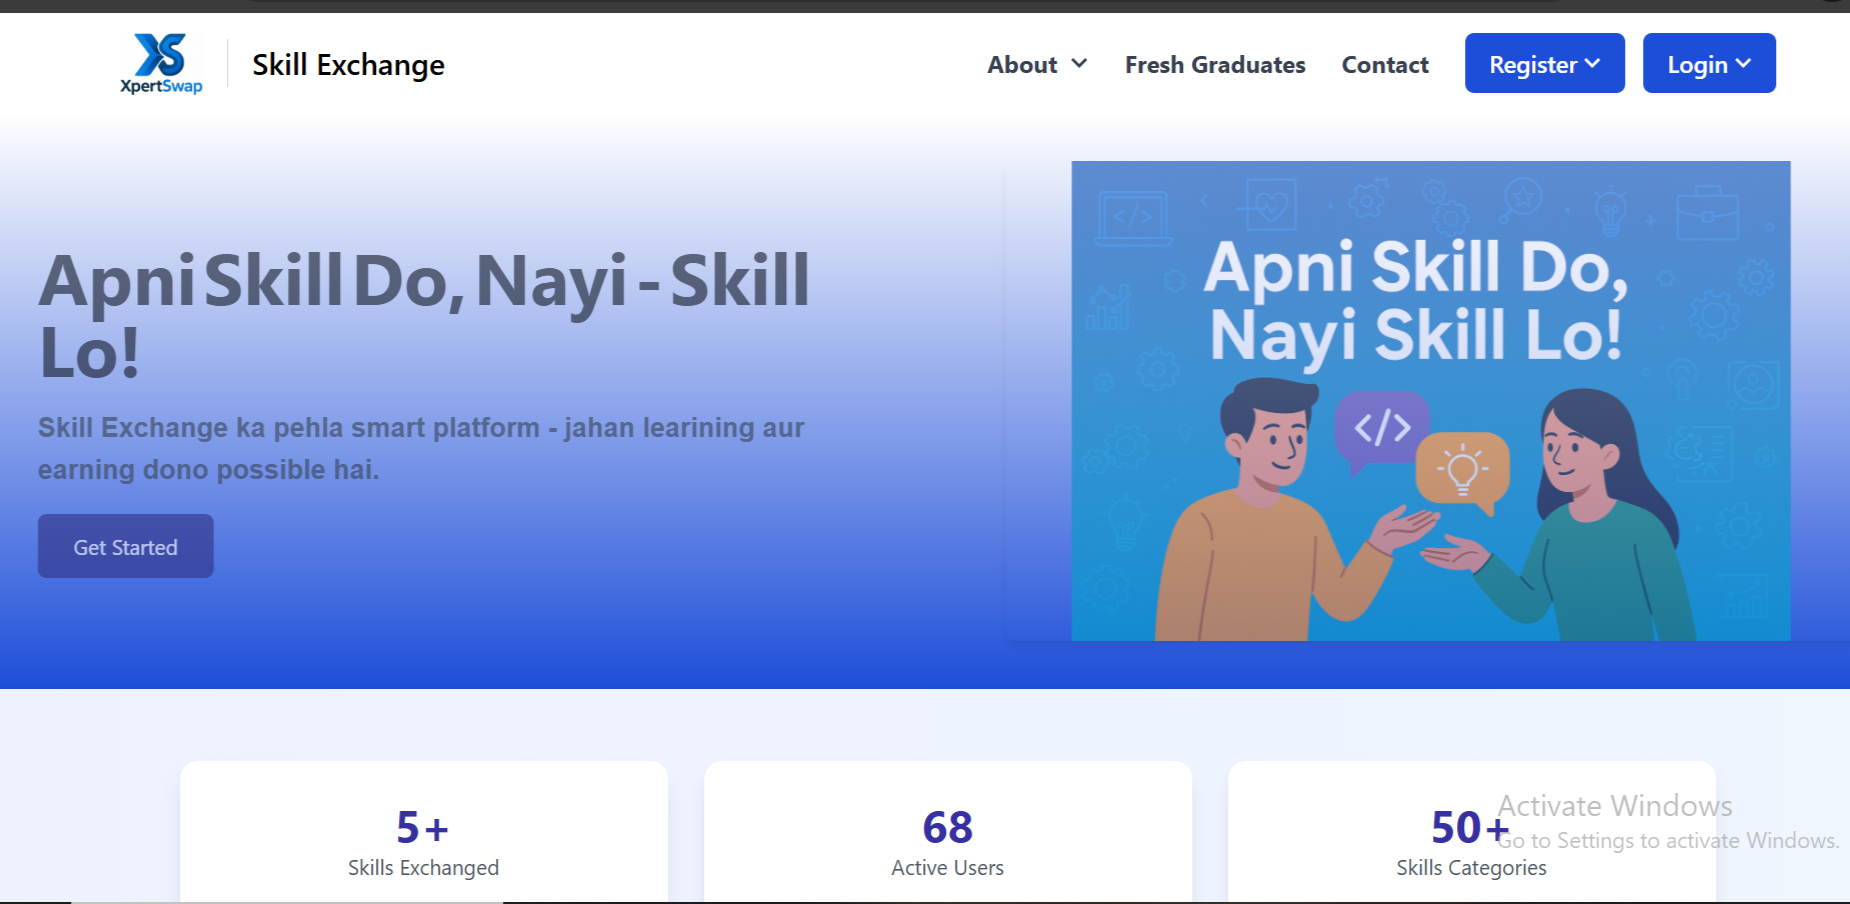 XpertSwap
Skill Exchange
About
Fresh Graduates
Contact
Register
Login
Apni Skill Do, Nayi - Skill
Lo!
Skill Exchange ka pehla smart platform - jahan learining aur
earning dono possible hai.
Get Started
Apni Skill Do,
Nayi Skill Lo!
</>
</>
5+
Skills Exchanged
68
Active Users
50+
Skills Categories
Activate Windows
Go to Settings to activate Windows.